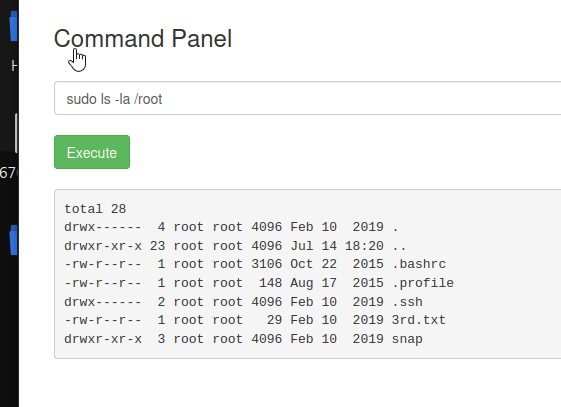 Command Panel
H
sudo ls -la /root
Execute
67
total 28
drwx------  4 root root 4096 Feb 10  2019 .
drwxr-xr-x 23 root root 4096 Jul 14 18:20 ..
-rw-r--r--  1 root root 3106 Oct 22  2015 .bashrc
-rw-r--r--  1 root root  148 Aug 17  2015 .profile
drwx------  2 root root 4096 Feb 10  2019 .ssh
-rw-r--r--  1 root root   29 Feb 10  2019 3rd.txt
drwxr-xr-x  3 root root 4096 Feb 10  2019 snap